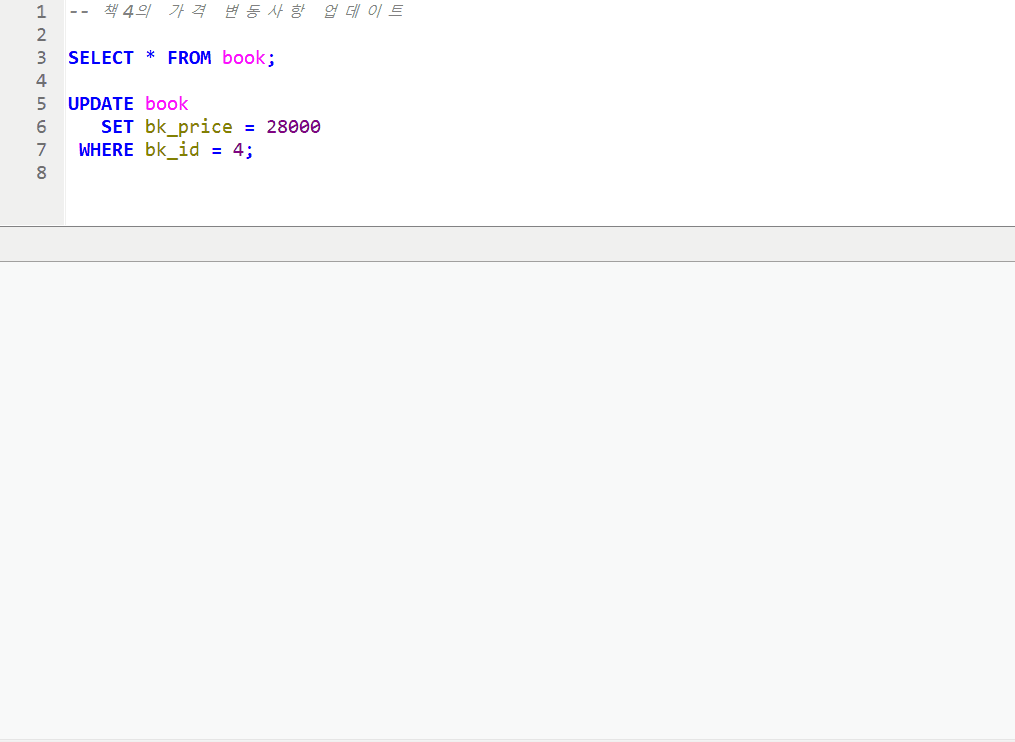 1 -- 책4의 가격 변동사항 업데이트
2
3 SELECT * FROM book;
4
5 UPDATE book
6    SET bk_price = 28000
7  WHERE bk_id = 4;
8